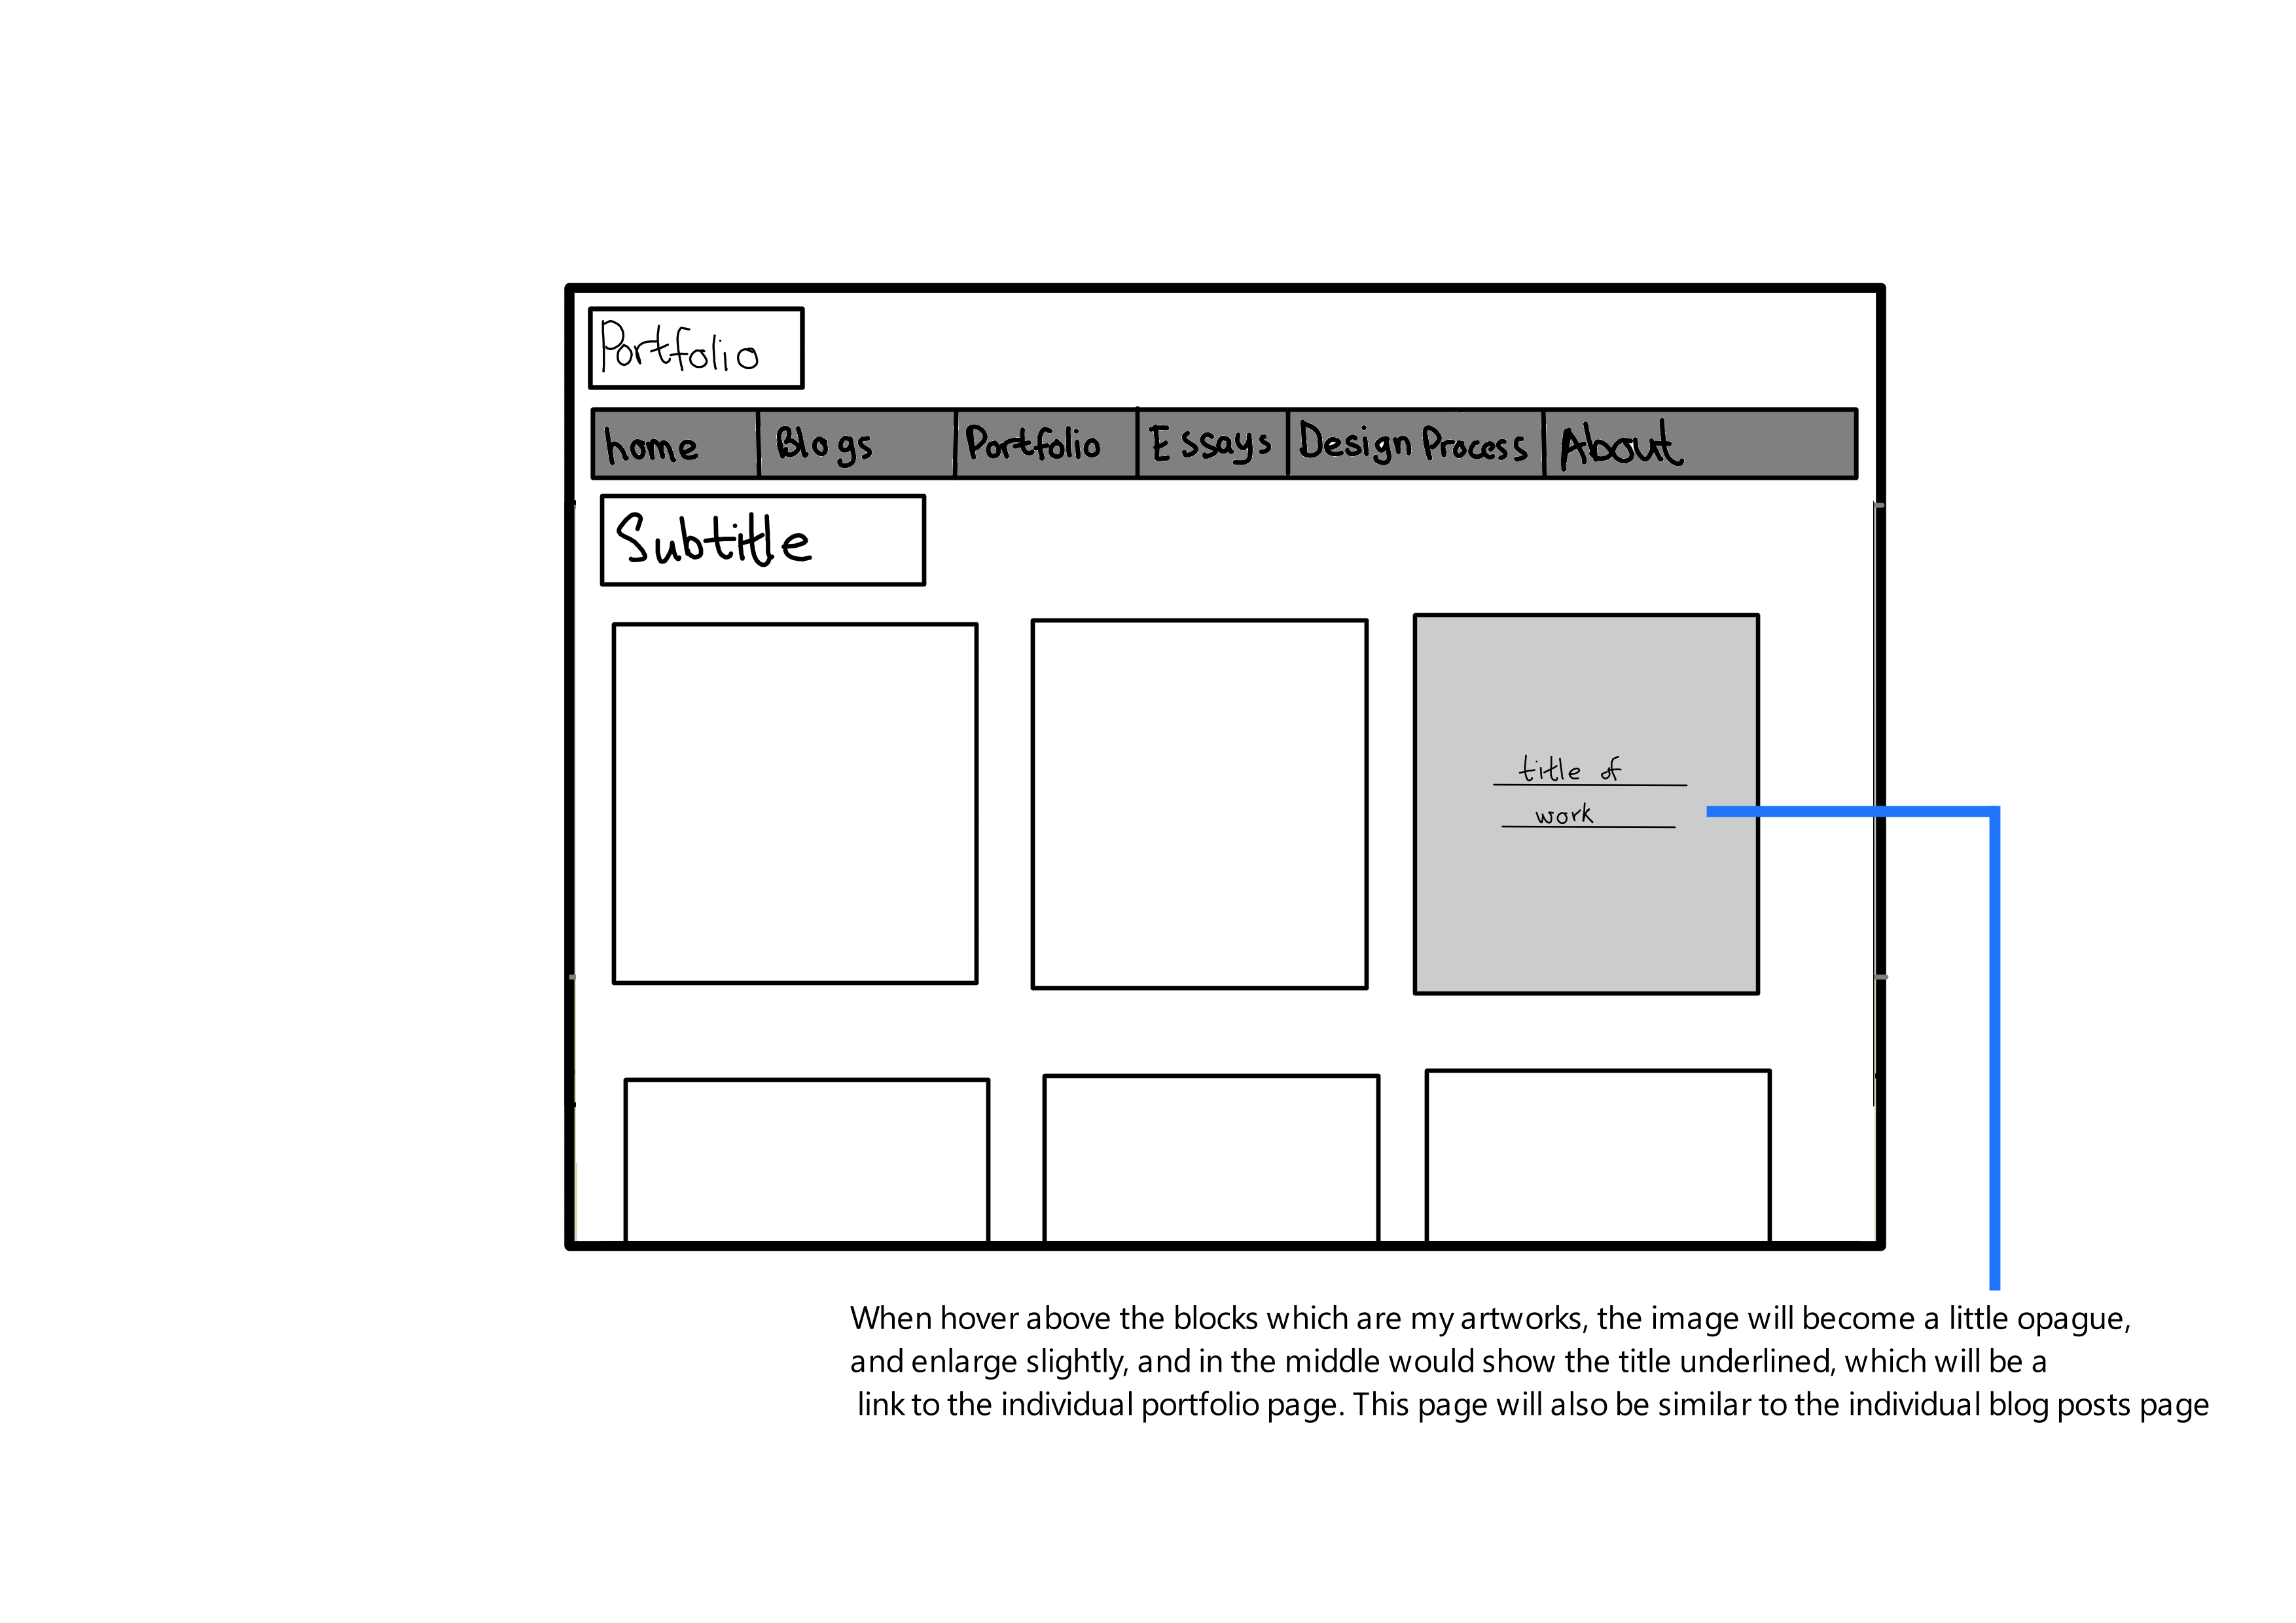 Portfolio
home Blogs Portfolio Essays Design Process About
Subtitle
title of
work
When hover above the blocks which are my artworks, the image will become a little opague,
and enlarge slightly, and in the middle would show the title underlined, which will be a
link to the individual portfolio page. This page will also be similar to the individual blog posts page